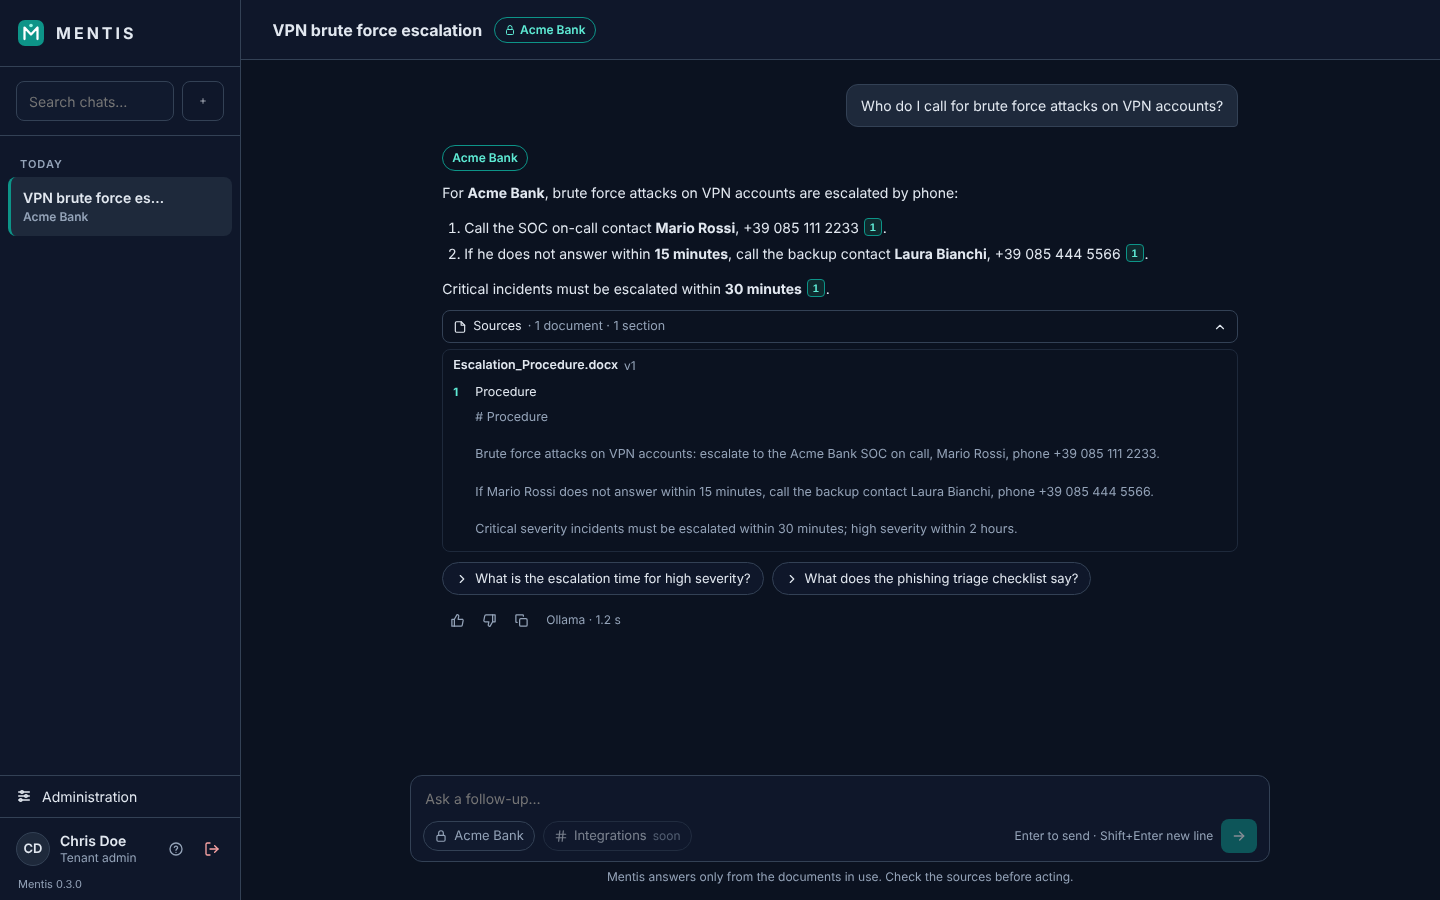 MENTIS
Search chats...
+
TODAY
VPN brute force es...
Acme Bank
Administration
CD
Chris Doe
Tenant admin
Mentis 0.3.0
VPN brute force escalation
Acme Bank
Who do I call for brute force attacks on VPN accounts?
Acme Bank
For Acme Bank, brute force attacks on VPN accounts are escalated by phone:
1. Call the SOC on-call contact Mario Rossi, +39 085 111 2233 1.
2. If he does not answer within 15 minutes, call the backup contact Laura Bianchi, +39 085 444 5566 1.
Critical incidents must be escalated within 30 minutes 1.
Sources · 1 document · 1 section
Escalation_Procedure.docx v1
1 Procedure
# Procedure
Brute force attacks on VPN accounts: escalate to the Acme Bank SOC on call, Mario Rossi, phone +39 085 111 2233.
If Mario Rossi does not answer within 15 minutes, call the backup contact Laura Bianchi, phone +39 085 444 5566.
Critical severity incidents must be escalated within 30 minutes; high severity within 2 hours.
What is the escalation time for high severity?
What does the phishing triage checklist say?
Ollama · 1.2 s
Ask a follow-up...
Acme Bank
# Integrations soon
Enter to send · Shift+Enter new line
Mentis answers only from the documents in use. Check the sources before acting.